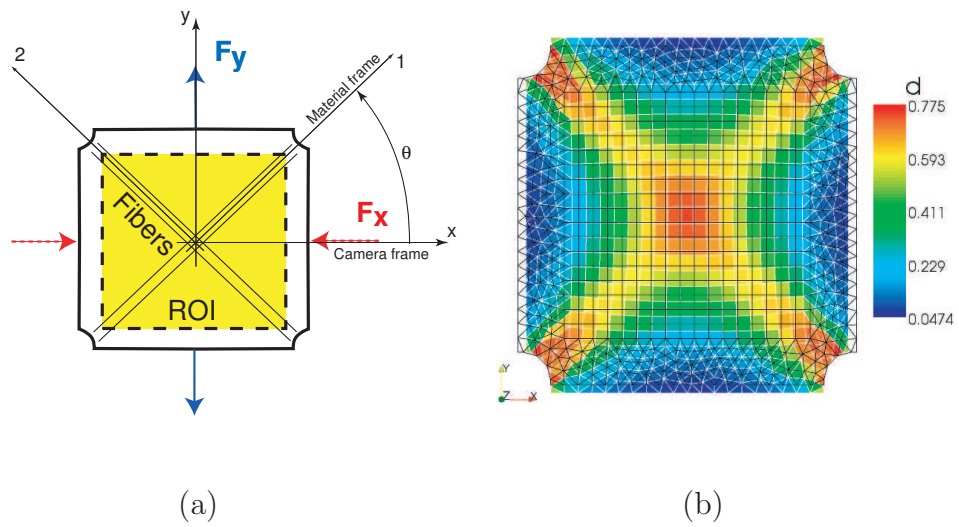 y
2
Fy
1
Material frame
θ
Fibers
Fx
x
Camera frame
ROI
(a)
d
0.775
0.593
0.411
0.229
0.0474
Y
Z X
(b)